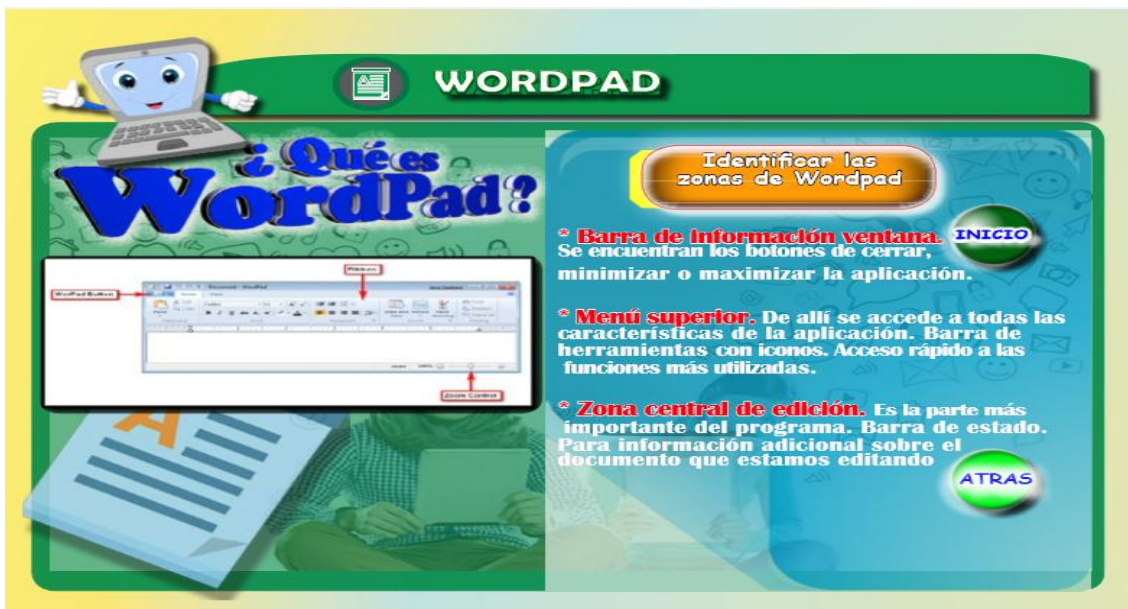 WORDPAD
¿Qué es
WordPad?
Identificar las
zonas de Wordpad
* Barra de información ventana.
INICIO
Se encuentran los botones de cerrar,
minimizar o maximizar la aplicación.
* Menú superior. De allí se accede a todas las
características de la aplicación. Barra de
herramientas con iconos. Acceso rápido a las
funciones más utilizadas.
* Zona central de edición. Es la parte más
importante del programa. Barra de estado.
Para información adicional sobre el
documento que estamos editando
ATRAS
Ribbon
WordPad Button
Document - WordPad
Zoom Control
A